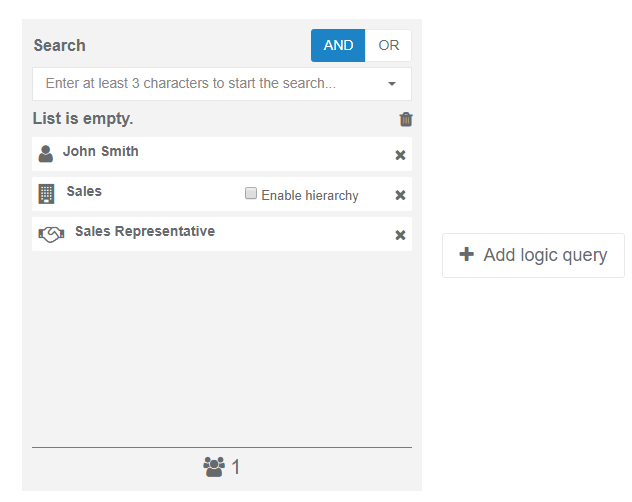 Search
AND
OR
Enter at least 3 characters to start the search...
List is empty.
John Smith
Sales
Enable hierarchy
Sales Representative
Add logic query
1